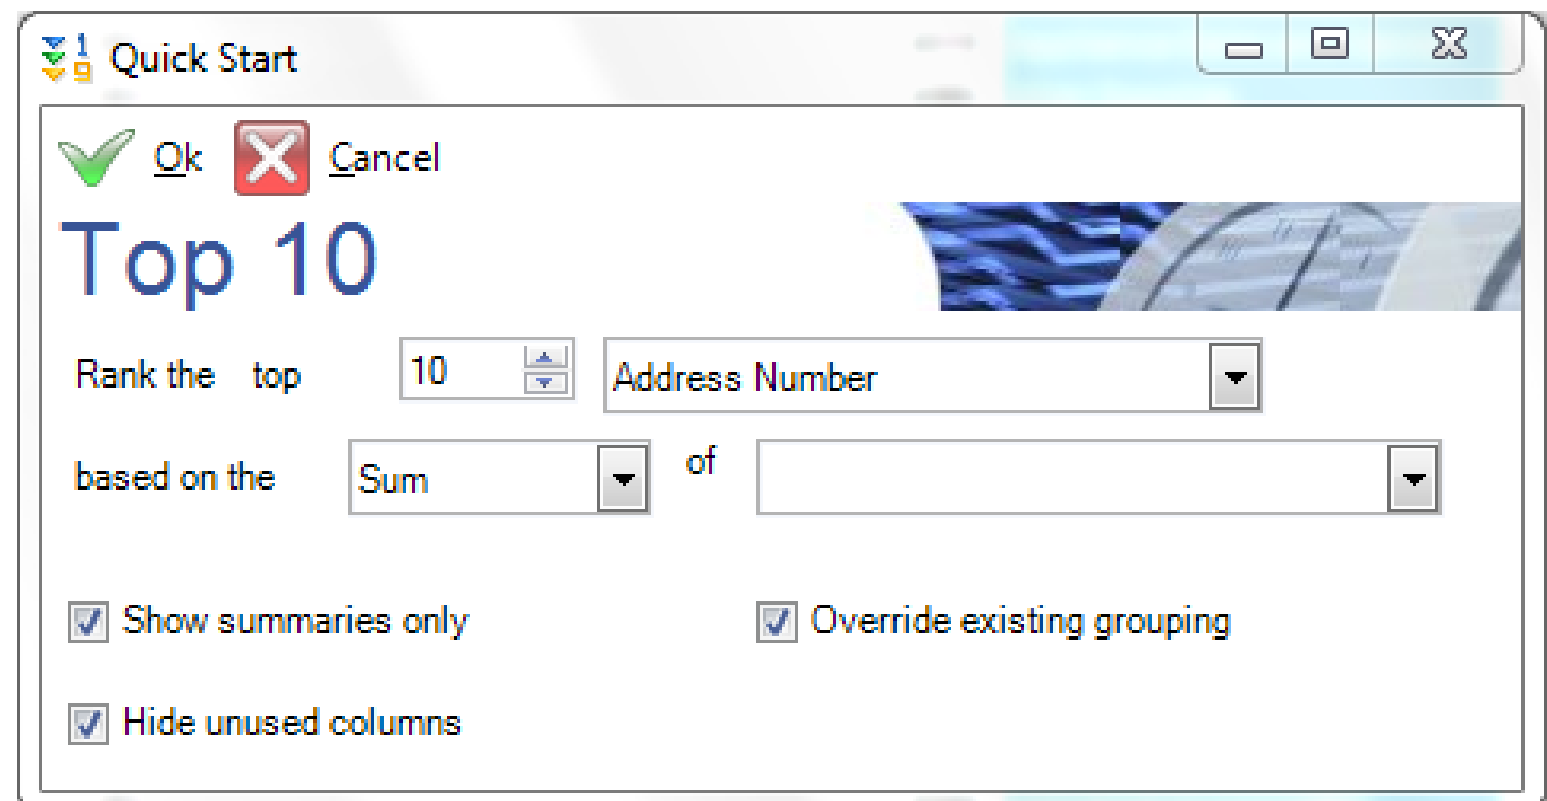 Quick Start
Ok Cancel
Top 10
Rank the top 10 Address Number
based on the Sum of
Show summaries only Override existing grouping
Hide unused columns